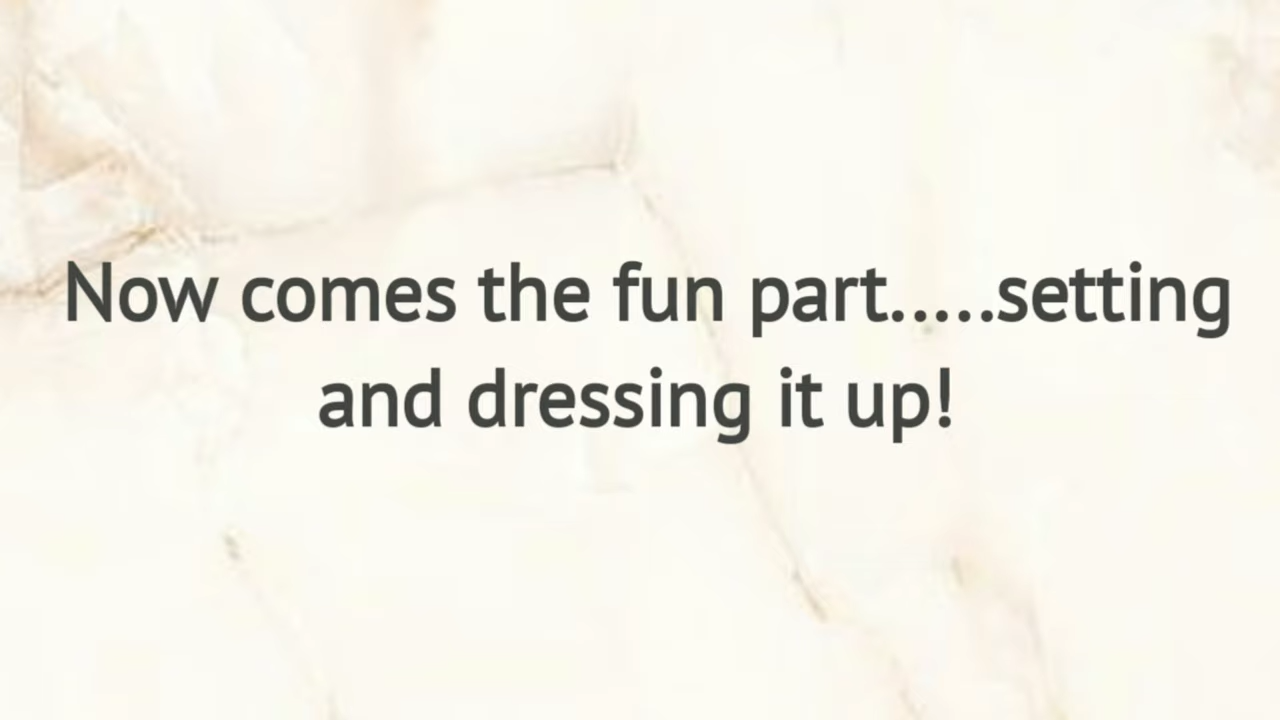 Now comes the fun part.....setting
and dressing it up!